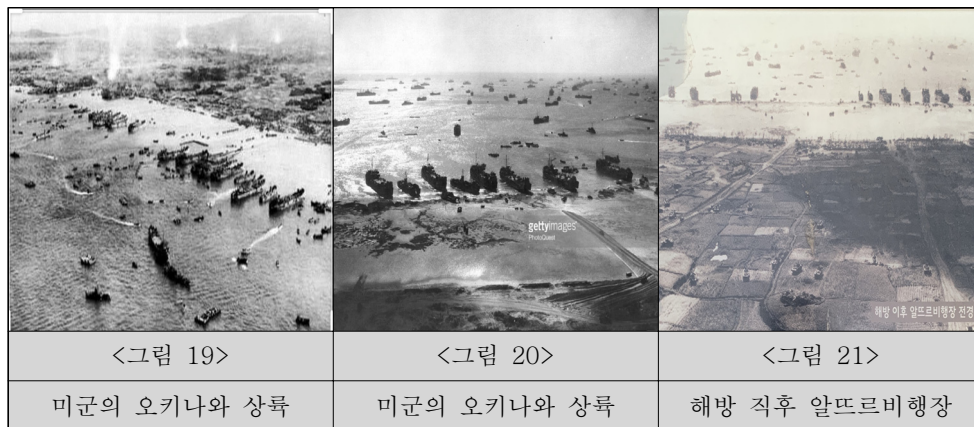 gettyimages
PhotoQuest
해방 이후 알뜨르비행장 전경
<그림 19>
<그림 20>
<그림 21>
미군의 오키나와 상륙
미군의 오키나와 상륙
해방 직후 알뜨르비행장